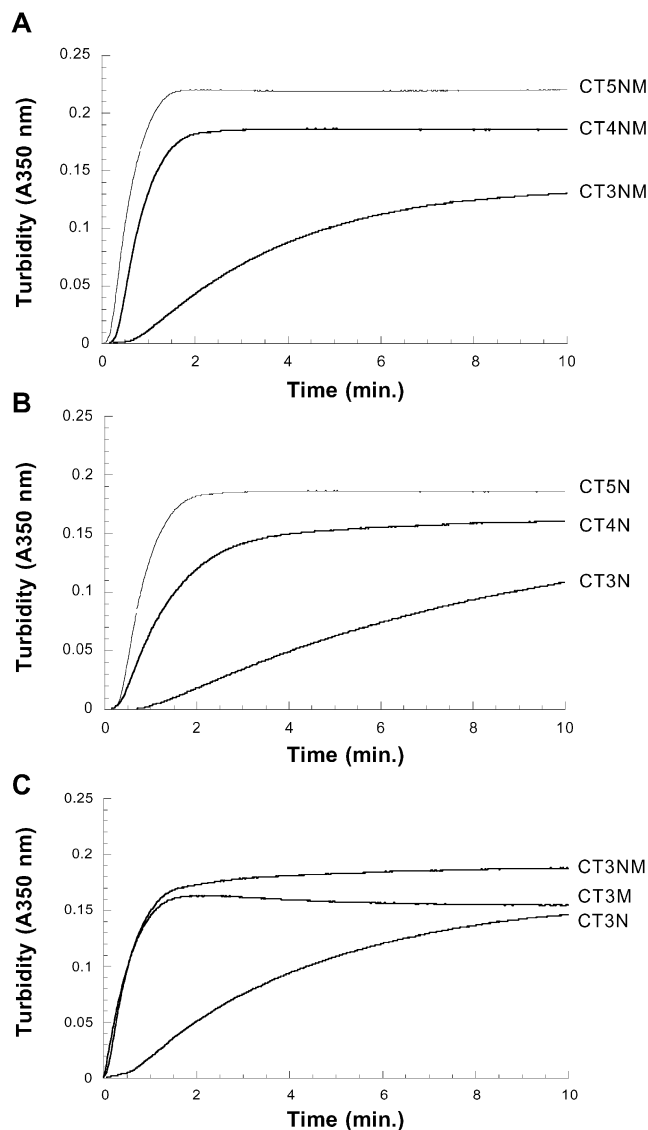 A
0.25
0.2
0.15
0.1
0.05
0
Turbidity (A350 nm)
CT5NM
CT4NM
CT3NM
0 2 4 6 8 10
Time (min.)
B
0.25
0.2
0.15
0.1
0.05
0
Turbidity (A350 nm)
CT5N
CT4N
CT3N
0 2 4 6 8 10
Time (min.)
C
0.25
0.2
0.15
0.1
0.05
0
Turbidity (A350 nm)
CT3NM
CT3M
CT3N
0 2 4 6 8 10
Time (min.)